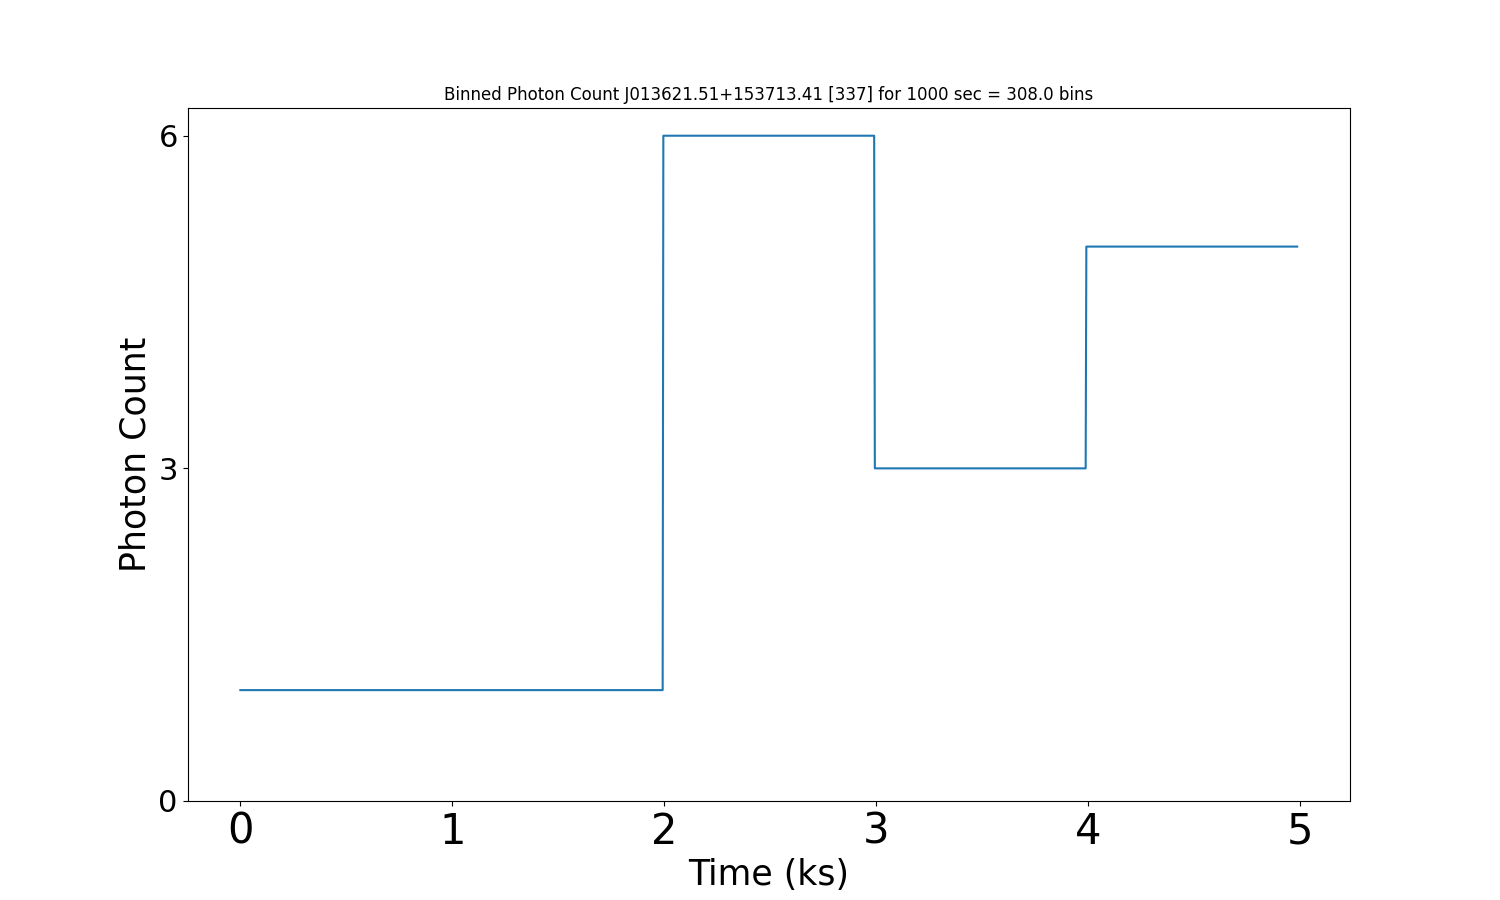 Binned Photon Count J013621.51+153713.41 [337] for 1000 sec = 308.0 bins
6
3
0
Photon Count
0 1 2 3 4 5
Time (ks)